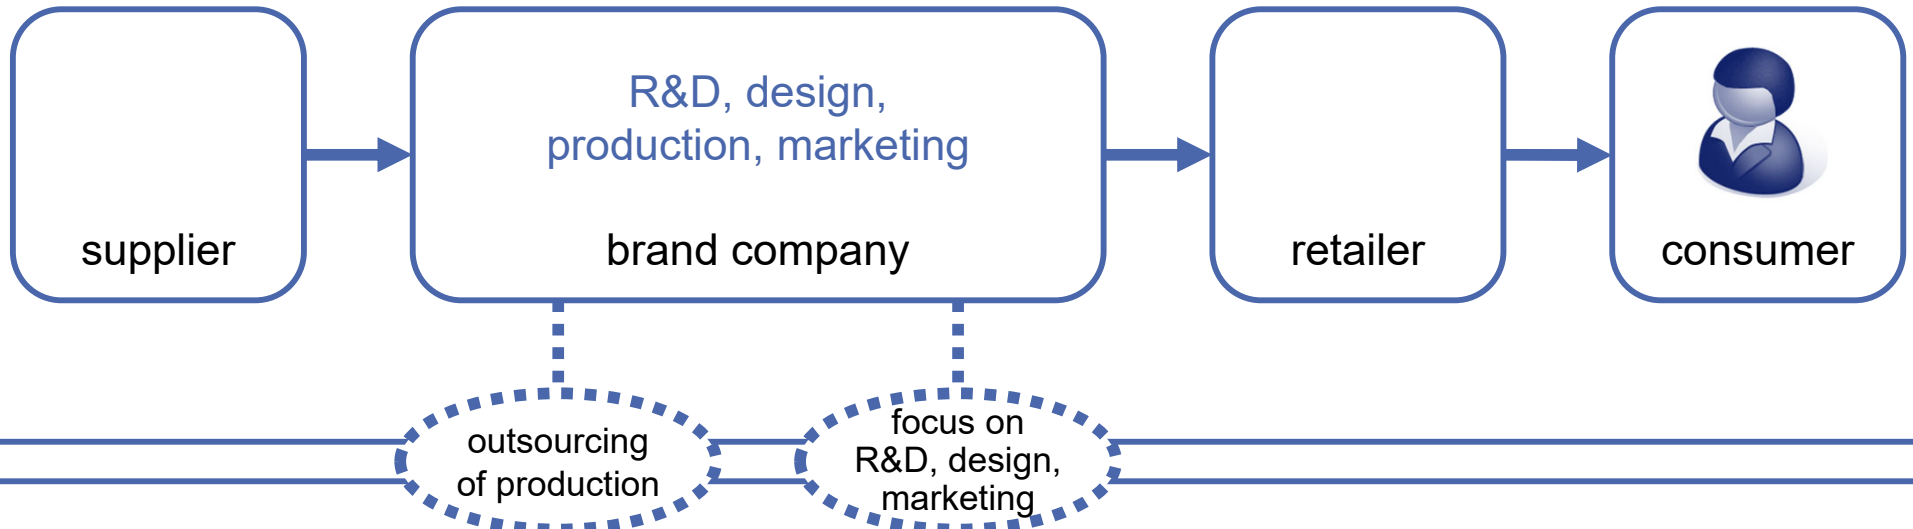 R&D, design,
production, marketing
supplier
brand company
retailer
consumer
outsourcing
of production
focus on
R&D, design,
marketing